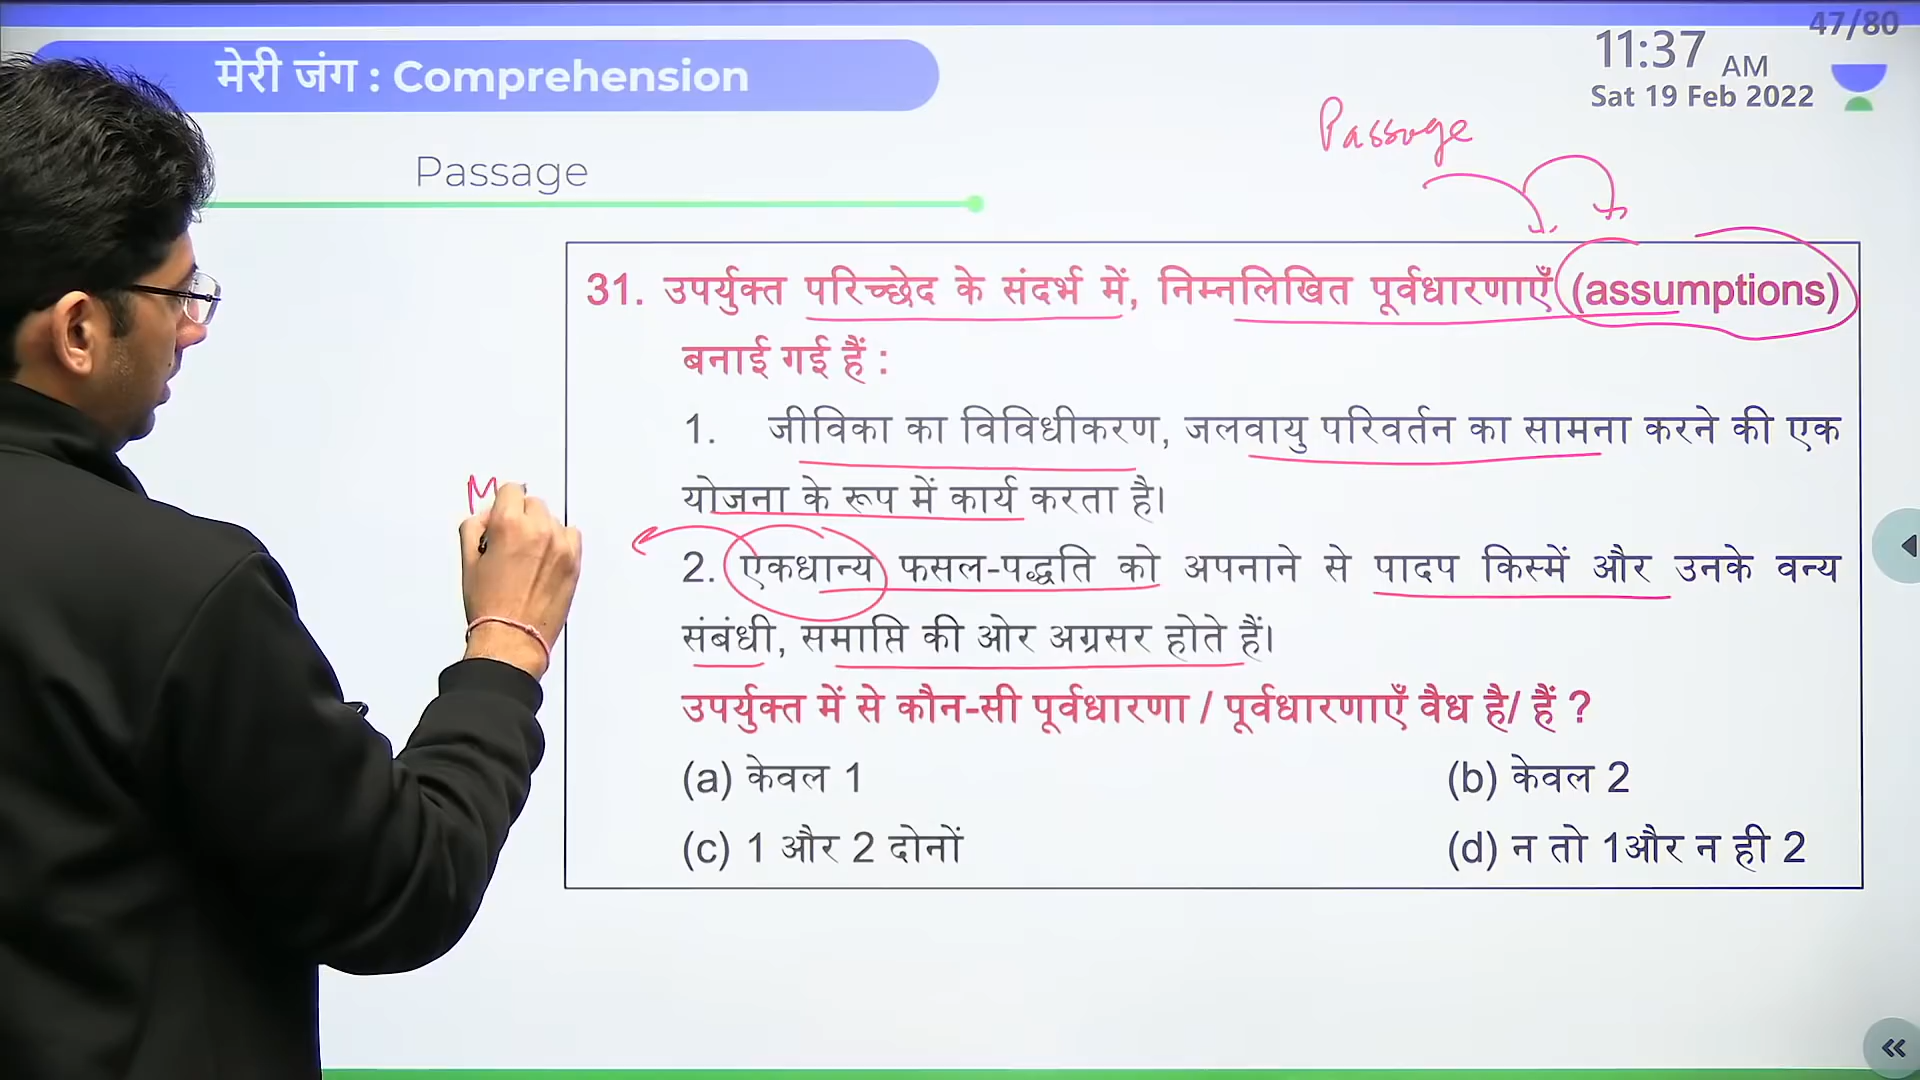 47/80
11:37 AM
Sat 19 Feb 2022
मेरी जंग : Comprehension
Passage
Passage
31. उपर्युक्त परिच्छेद के संदर्भ में, निम्नलिखित पूर्वधारणाएँ (assumptions)
बनाई गई हैं :
1. जीविका का विविधीकरण, जलवायु परिवर्तन का सामना करने की एक
योजना के रूप में कार्य करता है।
M
2. एकधान्य फसल-पद्धति को अपनाने से पादप किस्में और उनके वन्य
संबंधी, समाप्ति की ओर अग्रसर होते हैं।
उपर्युक्त में से कौन-सी पूर्वधारणा / पूर्वधारणाएँ वैध है/ हैं ?
(a) केवल 1 (b) केवल 2
(c) 1 और 2 दोनों (d) न तो 1और न ही 2